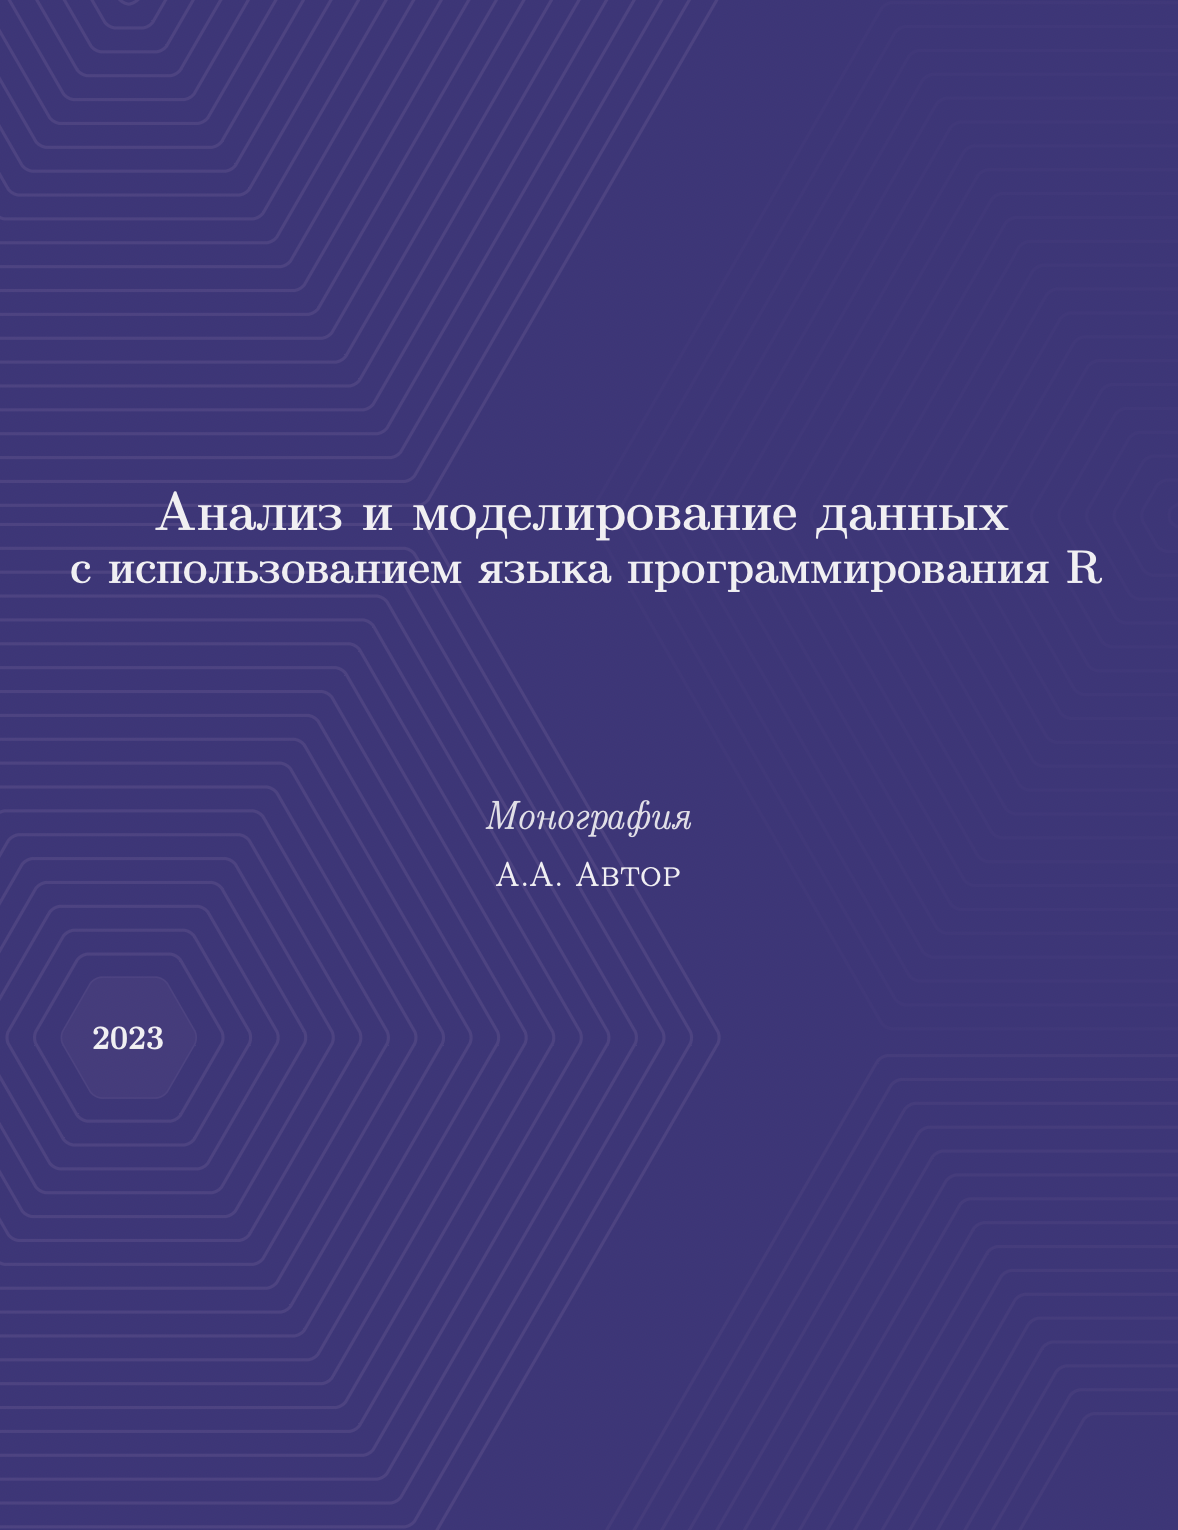 Анализ и моделирование данных
с использованием языка программирования R
Монография
А.А. Автор
2023